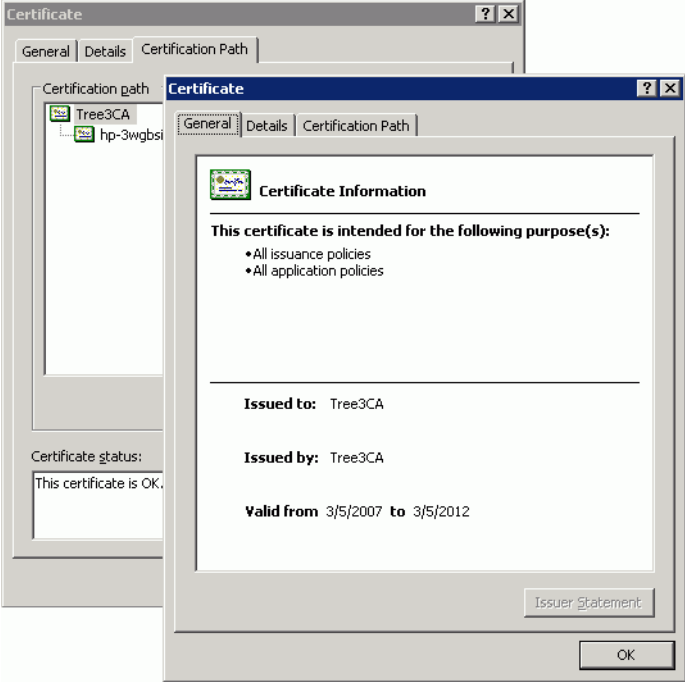 Certificate
General Details Certification Path
Certification path
Tree3CA
hp-3wgbsi
Certificate status:
This certificate is OK.
Certificate
General Details Certification Path
Certificate Information
This certificate is intended for the following purpose(s):
•All issuance policies
•All application policies
Issued to: Tree3CA
Issued by: Tree3CA
Valid from 3/5/2007 to 3/5/2012
Issuer Statement
OK